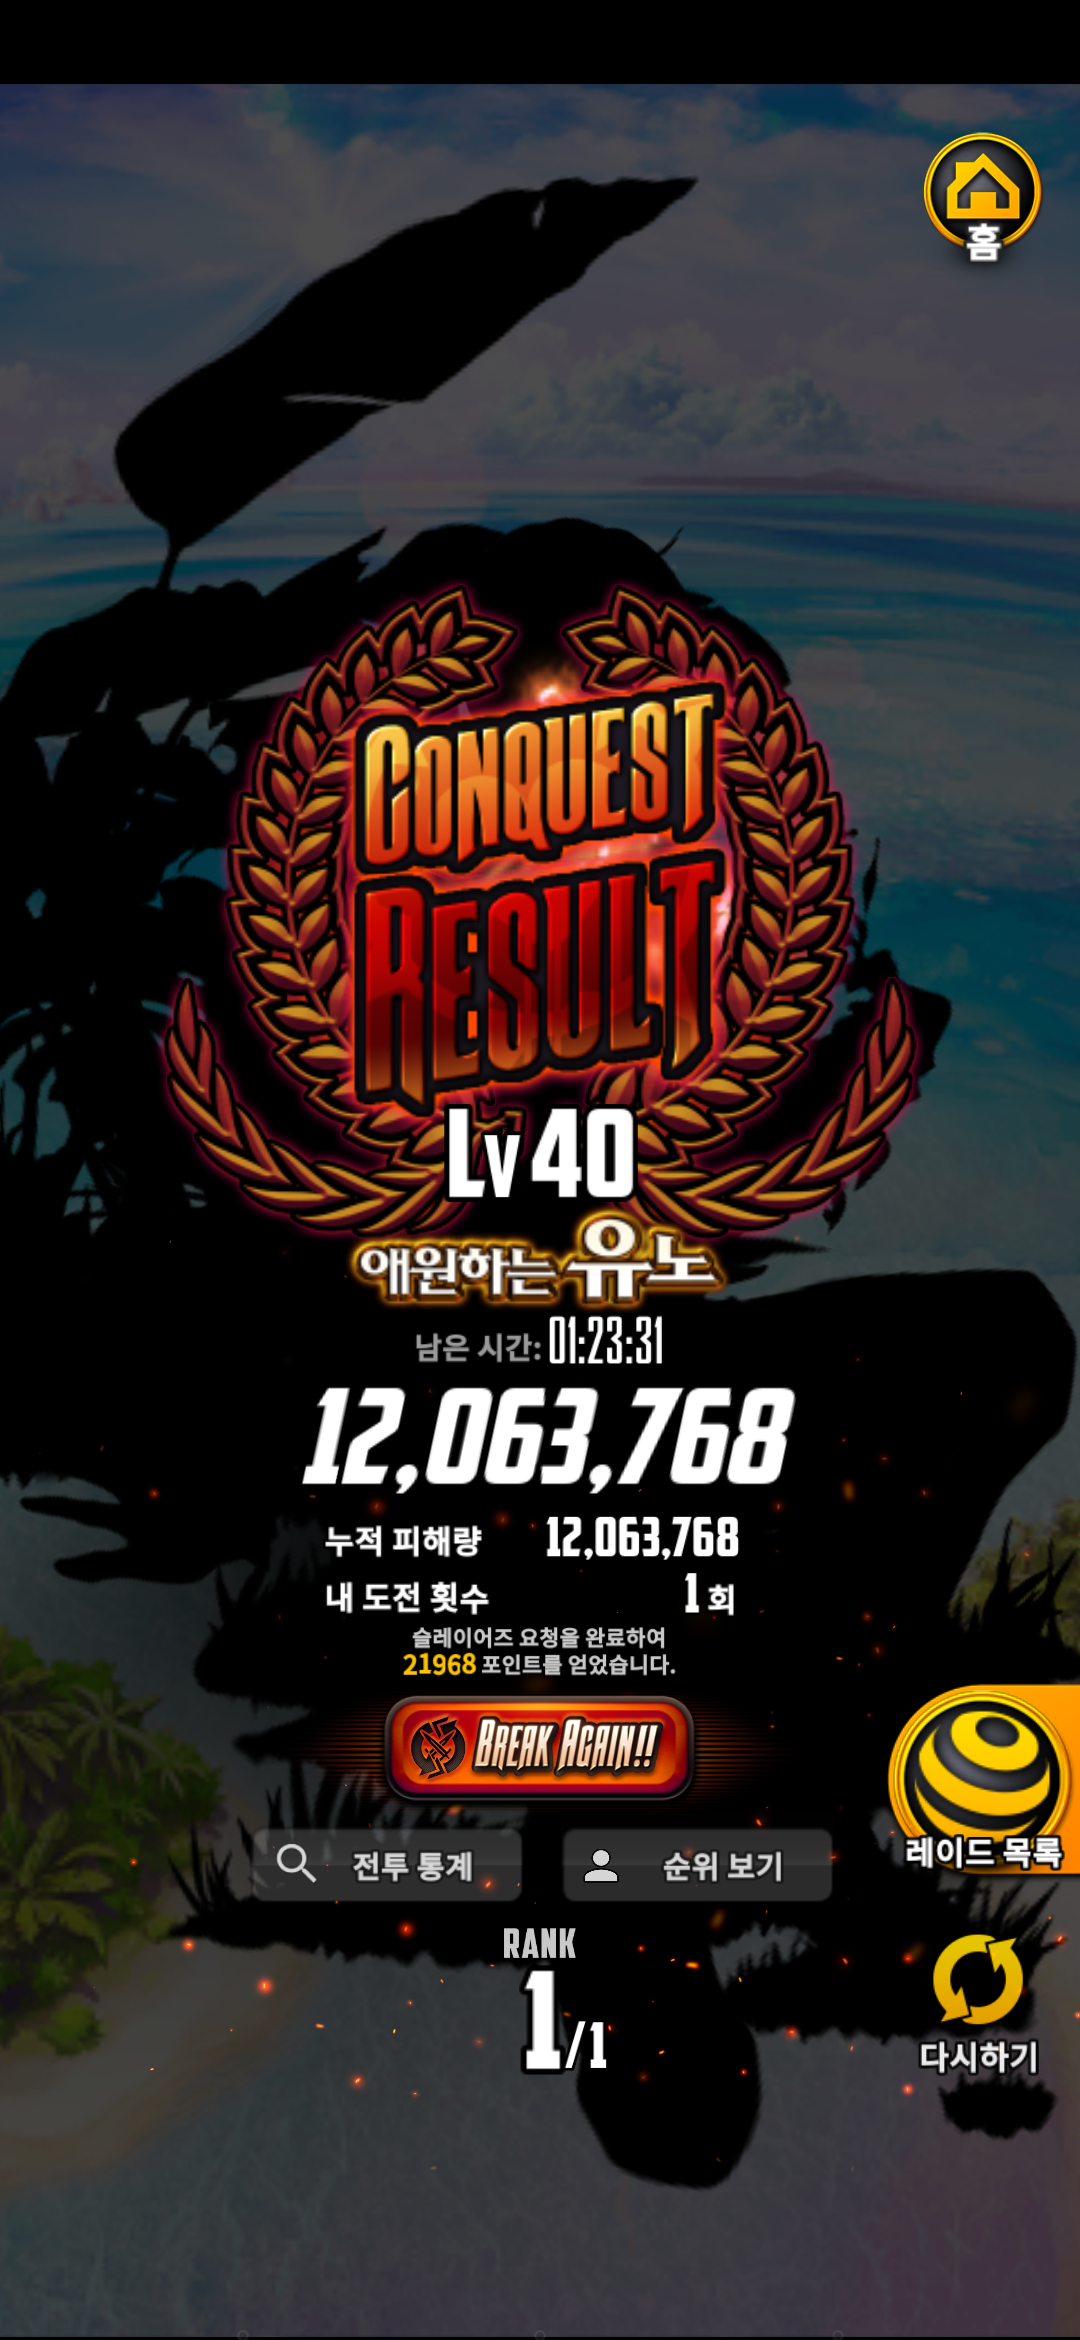 홈
CONQUEST
RESULT
Lv 40
애원하는 유노
남은 시간: 01:23:31
12,063,768
누적 피해량 12,063,768
내 도전 횟수 1 회
슬레이어즈 요청을 완료하여
21968 포인트를 얻었습니다.
BREAK AGAIN!!
레이드 목록
전투 통계
순위 보기
RANK
1/1
다시하기